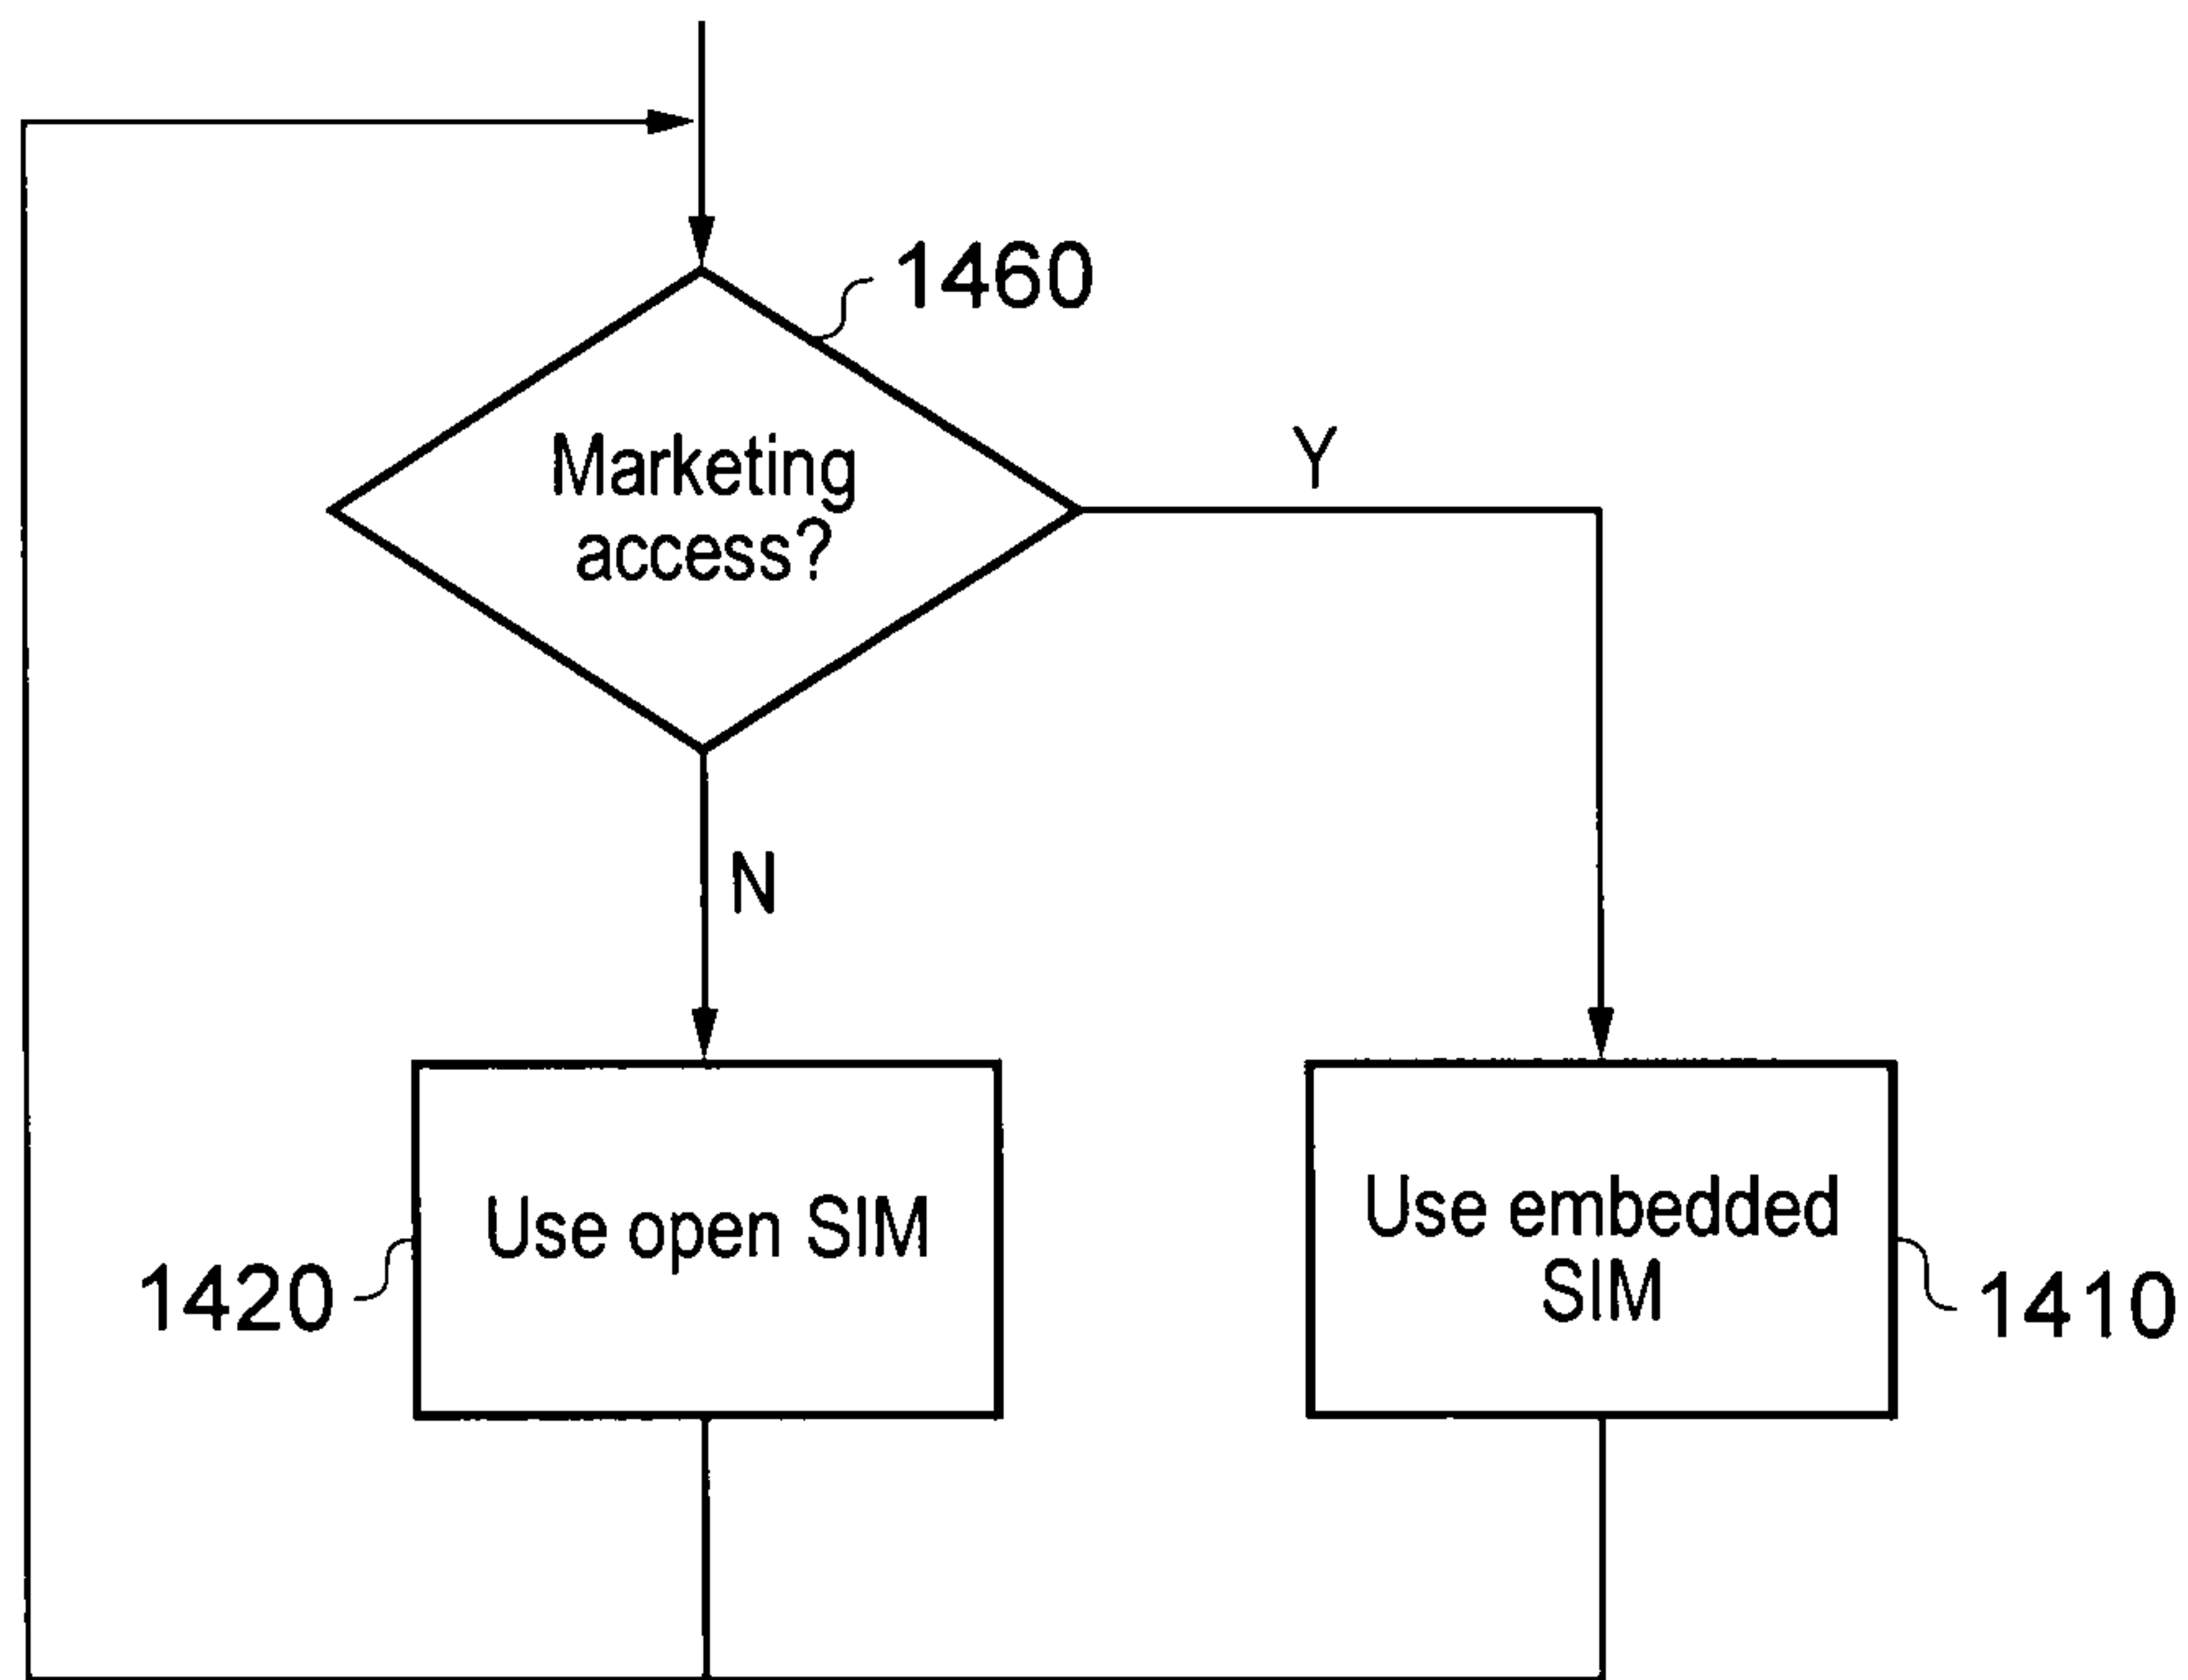 1460
Marketing
access?
Y
N
Use open SIM
1420
Use embedded
SIM
1410